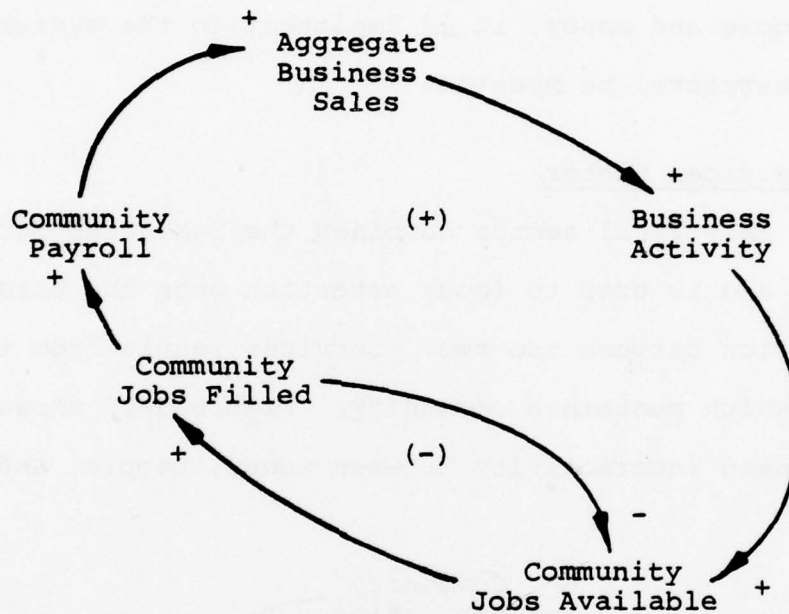 +
Aggregate
Business
Sales
+
Community
Payroll
+
(+)
Business
Activity
Community
Jobs Filled
+
(-)
-
Community
Jobs Available
+